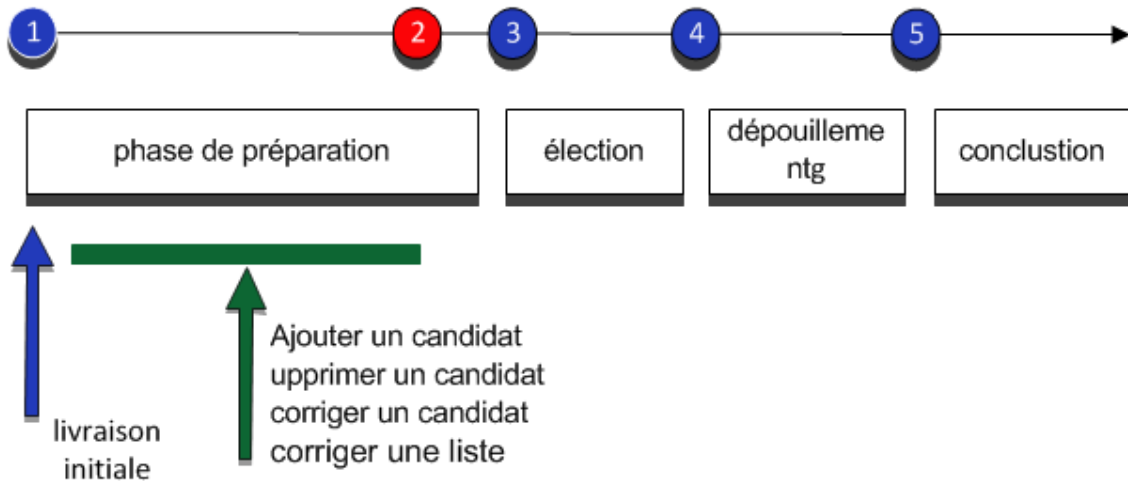 1
2
3
4
5
phase de préparation
élection
dépouilleme
ntg
conclustion
Ajouter un candidat
upprimer un candidat
corriger un candidat
corriger une liste
livraison
initiale